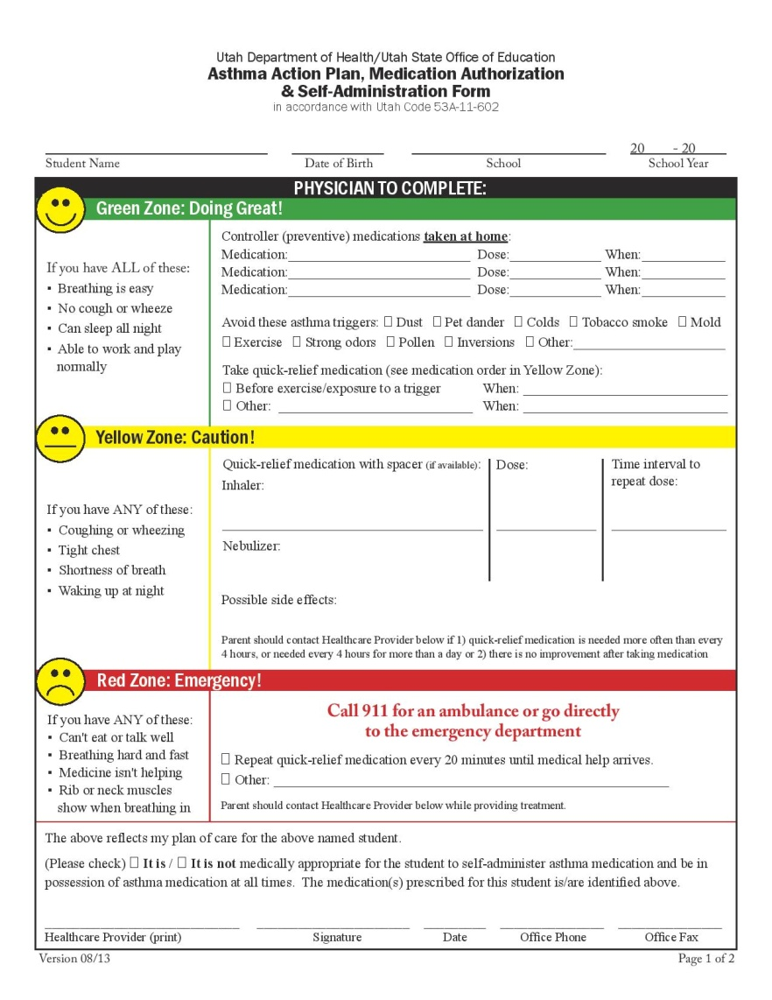 Utah Department of Health/Utah State Office of Education
Asthma Action Plan, Medication Authorization
& Self-Administration Form
in accordance with Utah Code 53A-11-602
20 - 20
Student Name Date of Birth School School Year
PHYSICIAN TO COMPLETE:
Green Zone: Doing Great!
If you have ALL of these:
▪ Breathing is easy
▪ No cough or wheeze
▪ Can sleep all night
▪ Able to work and play
normally
Controller (preventive) medications taken at home:
Medication:____ Dose:____ When:____
Medication:____ Dose:____ When:____
Medication:____ Dose:____ When:____
Avoid these asthma triggers: ☐ Dust ☐ Pet dander ☐ Colds ☐ Tobacco smoke ☐ Mold
☐ Exercise ☐ Strong odors ☐ Pollen ☐ Inversions ☐ Other:____
Take quick-relief medication (see medication order in Yellow Zone):
☐ Before exercise/exposure to a trigger When: ____
☐ Other: ____ When: ____
Yellow Zone: Caution!
If you have ANY of these:
▪ Coughing or wheezing
▪ Tight chest
▪ Shortness of breath
▪ Waking up at night
Quick-relief medication with spacer (if available):
Inhaler:
Nebulizer:
Dose:
Time interval to
repeat dose:
Possible side effects:
Parent should contact Healthcare Provider below if 1) quick-relief medication is needed more often than every
4 hours, or needed every 4 hours for more than a day or 2) there is no improvement after taking medication
Red Zone: Emergency!
If you have ANY of these:
▪ Can't eat or talk well
▪ Breathing hard and fast
▪ Medicine isn't helping
▪ Rib or neck muscles
show when breathing in
Call 911 for an ambulance or go directly
to the emergency department
☐ Repeat quick-relief medication every 20 minutes until medical help arrives.
☐ Other: ____
Parent should contact Healthcare Provider below while providing treatment.
The above reflects my plan of care for the above named student.
(Please check) ☐ It is / ☐ It is not medically appropriate for the student to self-administer asthma medication and be in
possession of asthma medication at all times. The medication(s) prescribed for this student is/are identified above.
Healthcare Provider (print) Signature Date Office Phone Office Fax
Version 08/13 Page 1 of 2